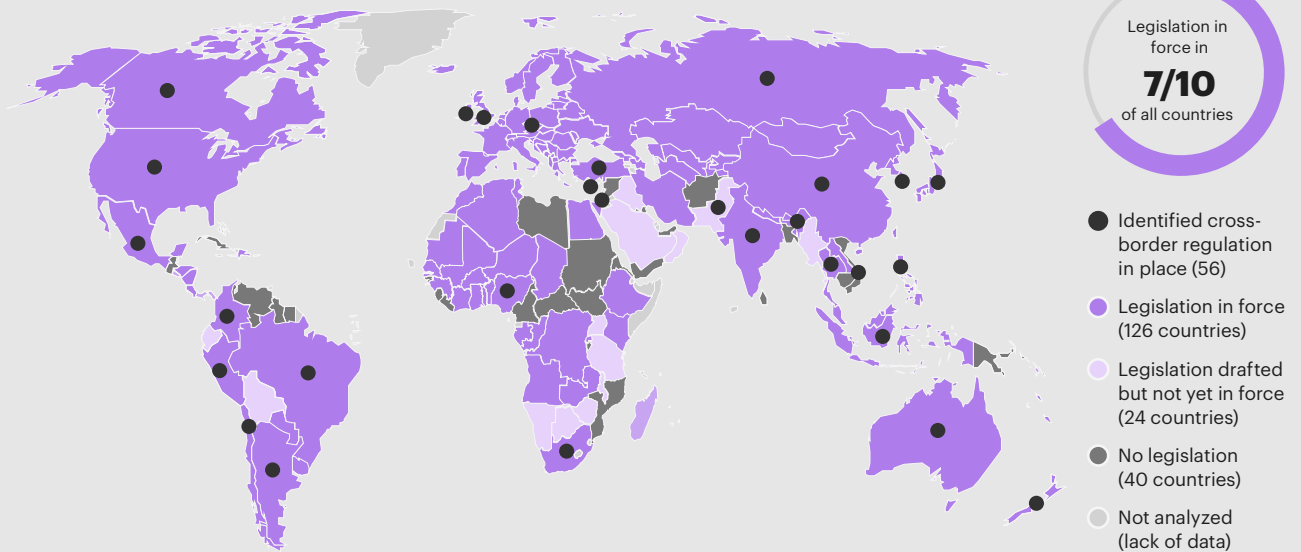 Legislation in
force in
7/10
of all countries
Identified cross-
border regulation
in place (56)
Legislation in force
(126 countries)
Legislation drafted
but not yet in force
(24 countries)
No legislation
(40 countries)
Not analyzed
(lack of data)